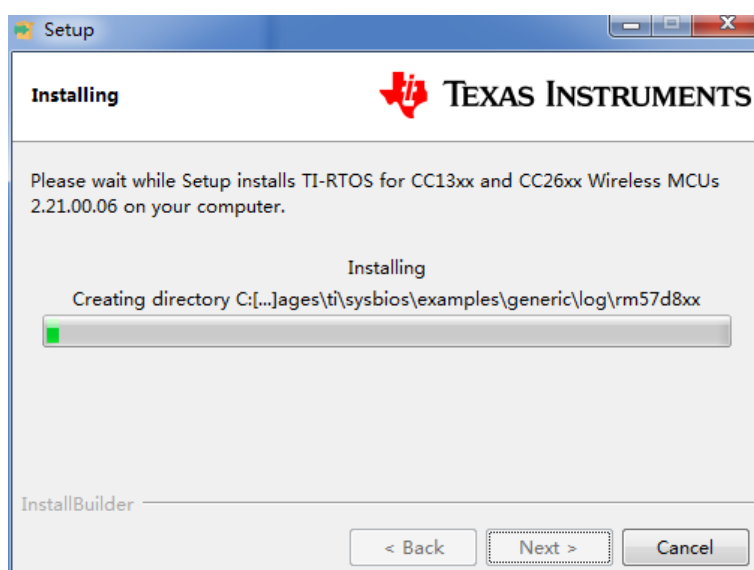 Setup
Installing
TEXAS INSTRUMENTS
Please wait while Setup installs TI-RTOS for CC13xx and CC26xx Wireless MCUs
2.21.00.06 on your computer.
Installing
Creating directory C:[...]ages\ti\sysbios\examples\generic\log\rm57d8xx
InstallBuilder
< Back Next > Cancel